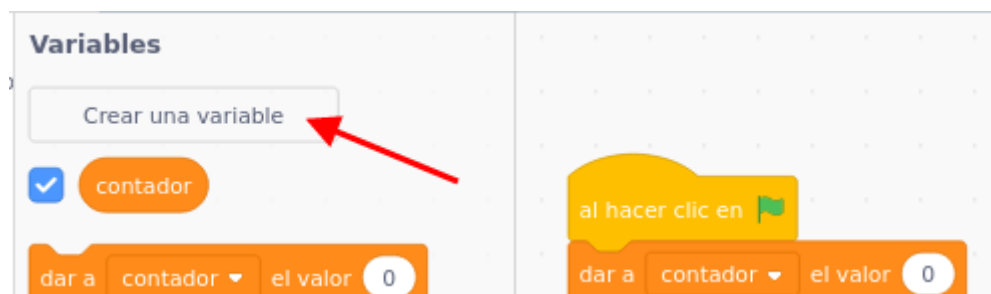 Variables
Crear una variable
contador
dar a contador el valor 0
al hacer clic en
dar a contador el valor 0